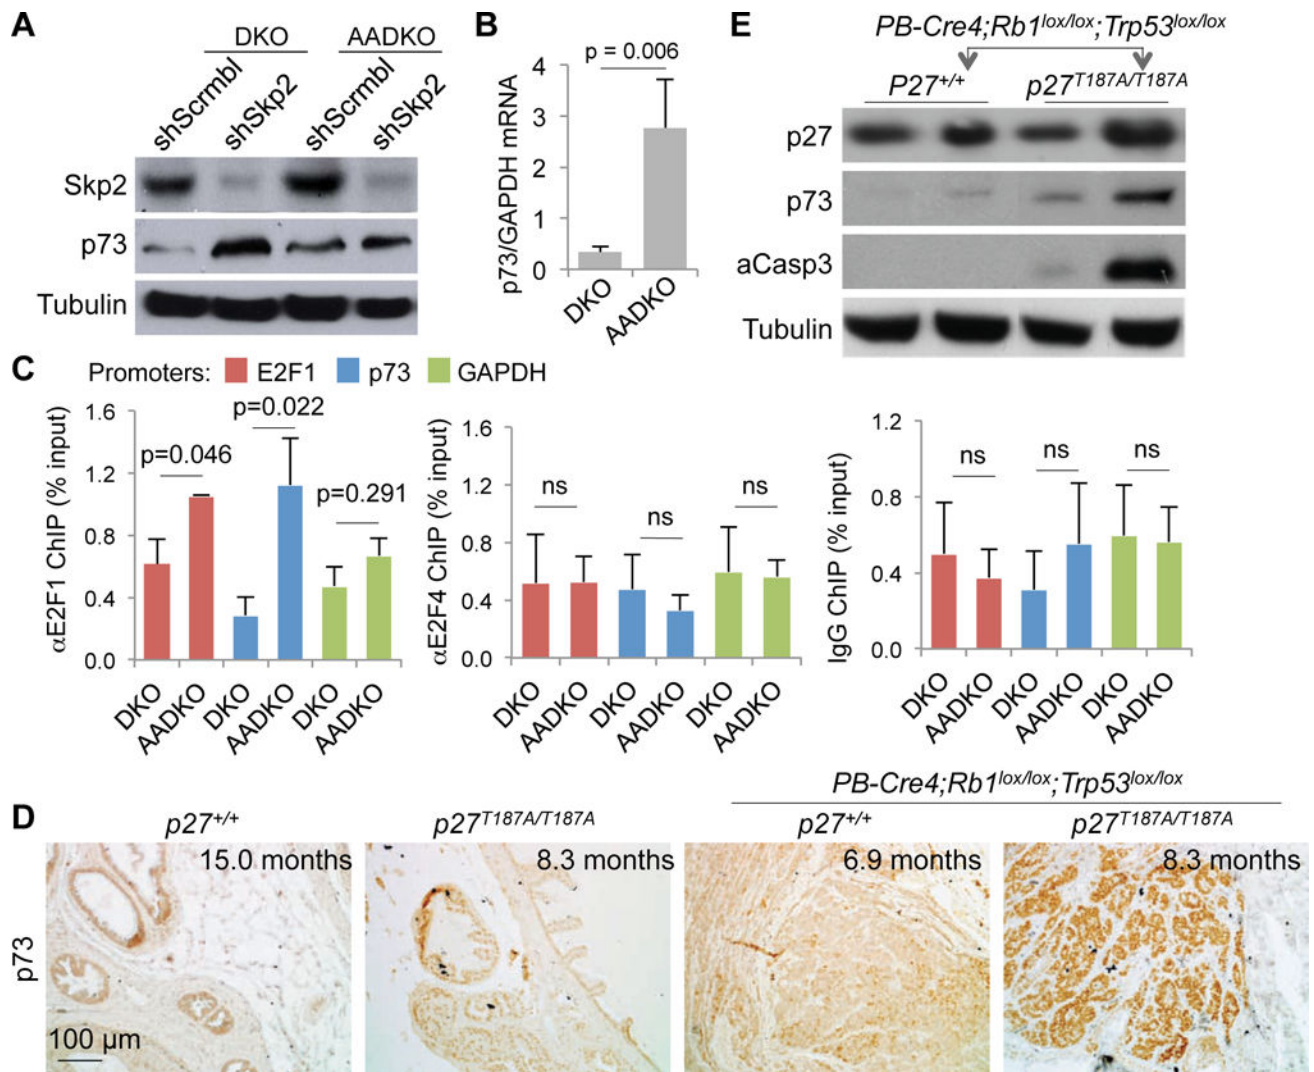 A
DKO AADKO
shScrmbl shSkp2 shScrmbl shSkp2
Skp2
p73
Tubulin
B
p = 0.006
p73/GAPDH mRNA
4
3
2
1
0
DKO AADKO
E
PB-Cre4;Rb1lox/lox;Trp53lox/lox
P27+/+ p27T187A/T187A
p27
p73
aCasp3
Tubulin
C
Promoters: E2F1 p73 GAPDH
αE2F1 ChIP (% input)
1.6
1.2
0.8
0.4
0.0
p=0.046
p=0.022
p=0.291
DKO AADKO DKO AADKO DKO AADKO
αE2F4 ChIP (% input)
1.6
1.2
0.8
0.4
0.0
ns ns ns
DKO AADKO DKO AADKO DKO AADKO
IgG ChIP (% input)
1.2
0.8
0.4
0.0
ns ns ns
DKO AADKO DKO AADKO DKO AADKO
PB-Cre4;Rb1lox/lox;Trp53lox/lox
D
p27+/+ p27T187A/T187A p27+/+ p27T187A/T187A
15.0 months 8.3 months 6.9 months 8.3 months
p73
100 μm